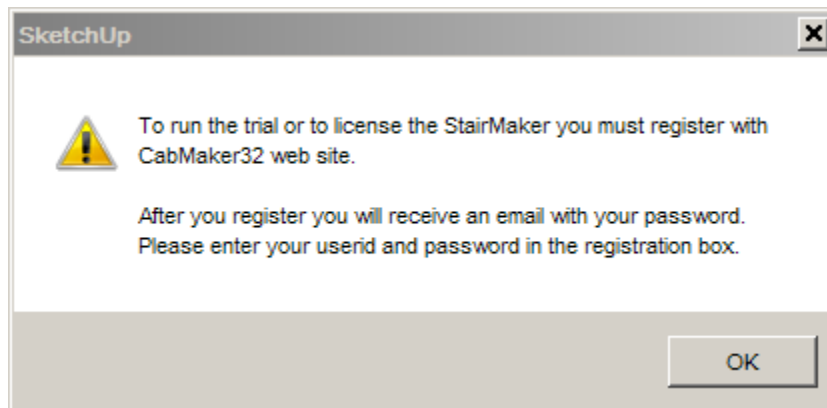 SketchUp
To run the trial or to license the StairMaker you must register with
CabMaker32 web site.
After you register you will receive an email with your password.
Please enter your userid and password in the registration box.
OK